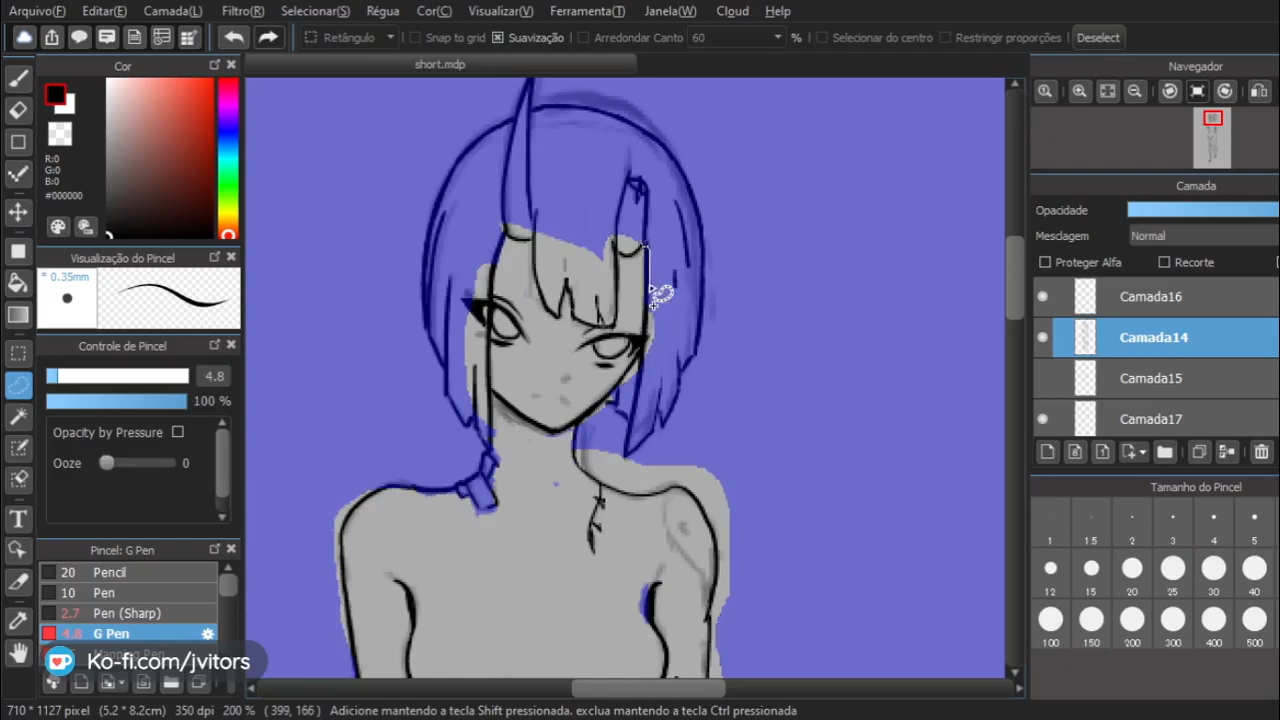 Arquivo(F) Editar(E) Camada(L) Filtro(R) Selecionar(S) Régua Cor(C) Visualizar(V) Ferramenta(T) Janela(W) Cloud Help
Retângulo Snap to grid Suavização Arredondar Canto 60 % Selecionar do centro Restringir proporções Deselect
Cor
short.mdp
Navegador
R:0
G:0
B:0
#000000
Camada
Opacidade
Mesclagem Normal
Proteger Alfa Recorte
Visualização do Pincel
* 0.35mm
Camada16
Camada14
Camada15
Camada17
Controle de Pincel
4.8
100 %
Opacity by Pressure
Ooze 0
Tamanho do Pincel
1 1.5 2 3 4 5
12 15 20 25 30 40
100 150 200 300 400 500
Pincel: G Pen
20 Pencil
10 Pen
2.7 Pen (Sharp)
4.8 G Pen
Mapping Pen
Ko-fi.com/jvitors
710 * 1127 pixel (5.2 * 8.2cm) 350 dpi 200 % ( 399, 166 ) Adicione mantendo a tecla Shift pressionada. exclua mantendo a tecla Ctrl pressionada